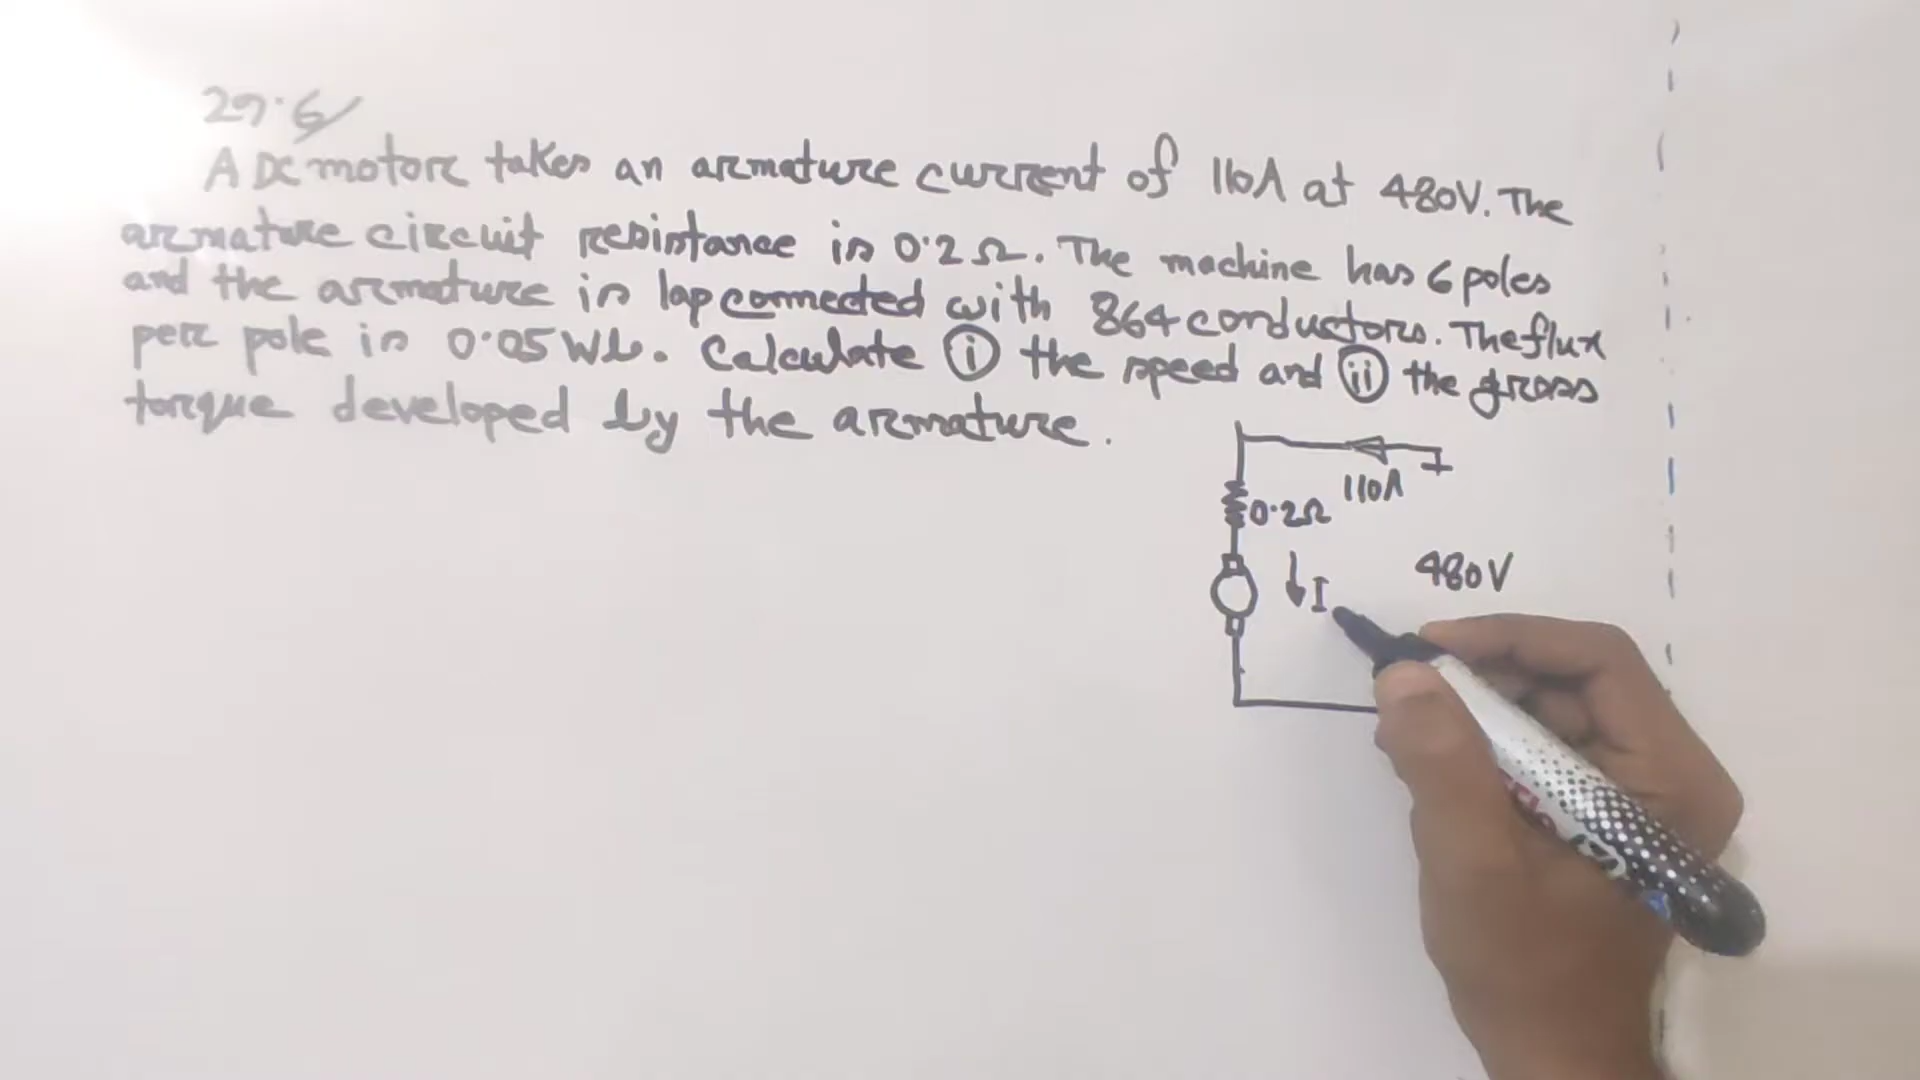 29.6
A DC motor takes an armature current of 110A at 480V. The
armature circuit resistance is 0.2Ω. The machine has 6 poles
and the armature is lap connected with 864 conductors. The flux
per pole is 0.05 Wb. Calculate (i) the speed and (ii) the gross
torque developed by the armature.
110A
0.2Ω
480V
I